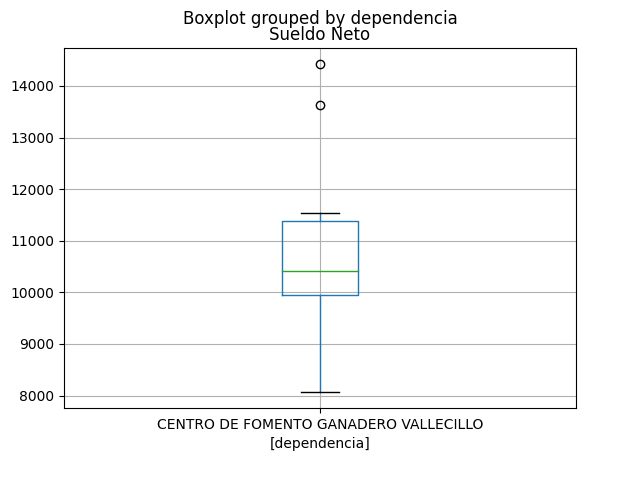 Boxplot grouped by dependencia
Sueldo Neto
14000
13000
12000
11000
10000
9000
8000
CENTRO DE FOMENTO GANADERO VALLECILLO
[dependencia]